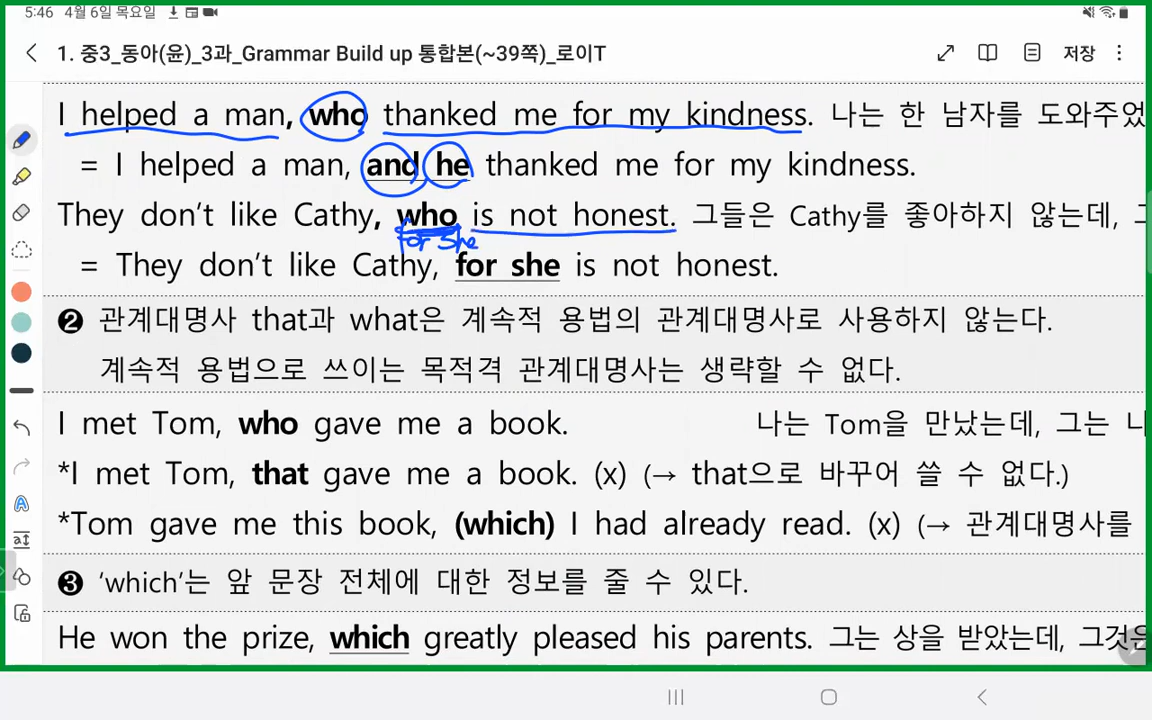 5:46 4월 6일 목요일
1. 중3_동아(윤)_3과_Grammar Build up 통합본(~39쪽)_로이T 저장
I helped a man, who thanked me for my kindness. 나는 한 남자를 도와주었
= I helped a man, and he thanked me for my kindness.
They don't like Cathy, who is not honest. 그들은 Cathy를 좋아하지 않는데, 그
for she
= They don't like Cathy, for she is not honest.
❷ 관계대명사 that과 what은 계속적 용법의 관계대명사로 사용하지 않는다.
계속적 용법으로 쓰이는 목적격 관계대명사는 생략할 수 없다.
I met Tom, who gave me a book. 나는 Tom을 만났는데, 그는 나
*I met Tom, that gave me a book. (x) (→ that으로 바꾸어 쓸 수 없다.)
*Tom gave me this book, (which) I had already read. (x) (→ 관계대명사를
❸ 'which'는 앞 문장 전체에 대한 정보를 줄 수 있다.
He won the prize, which greatly pleased his parents. 그는 상을 받았는데, 그것은